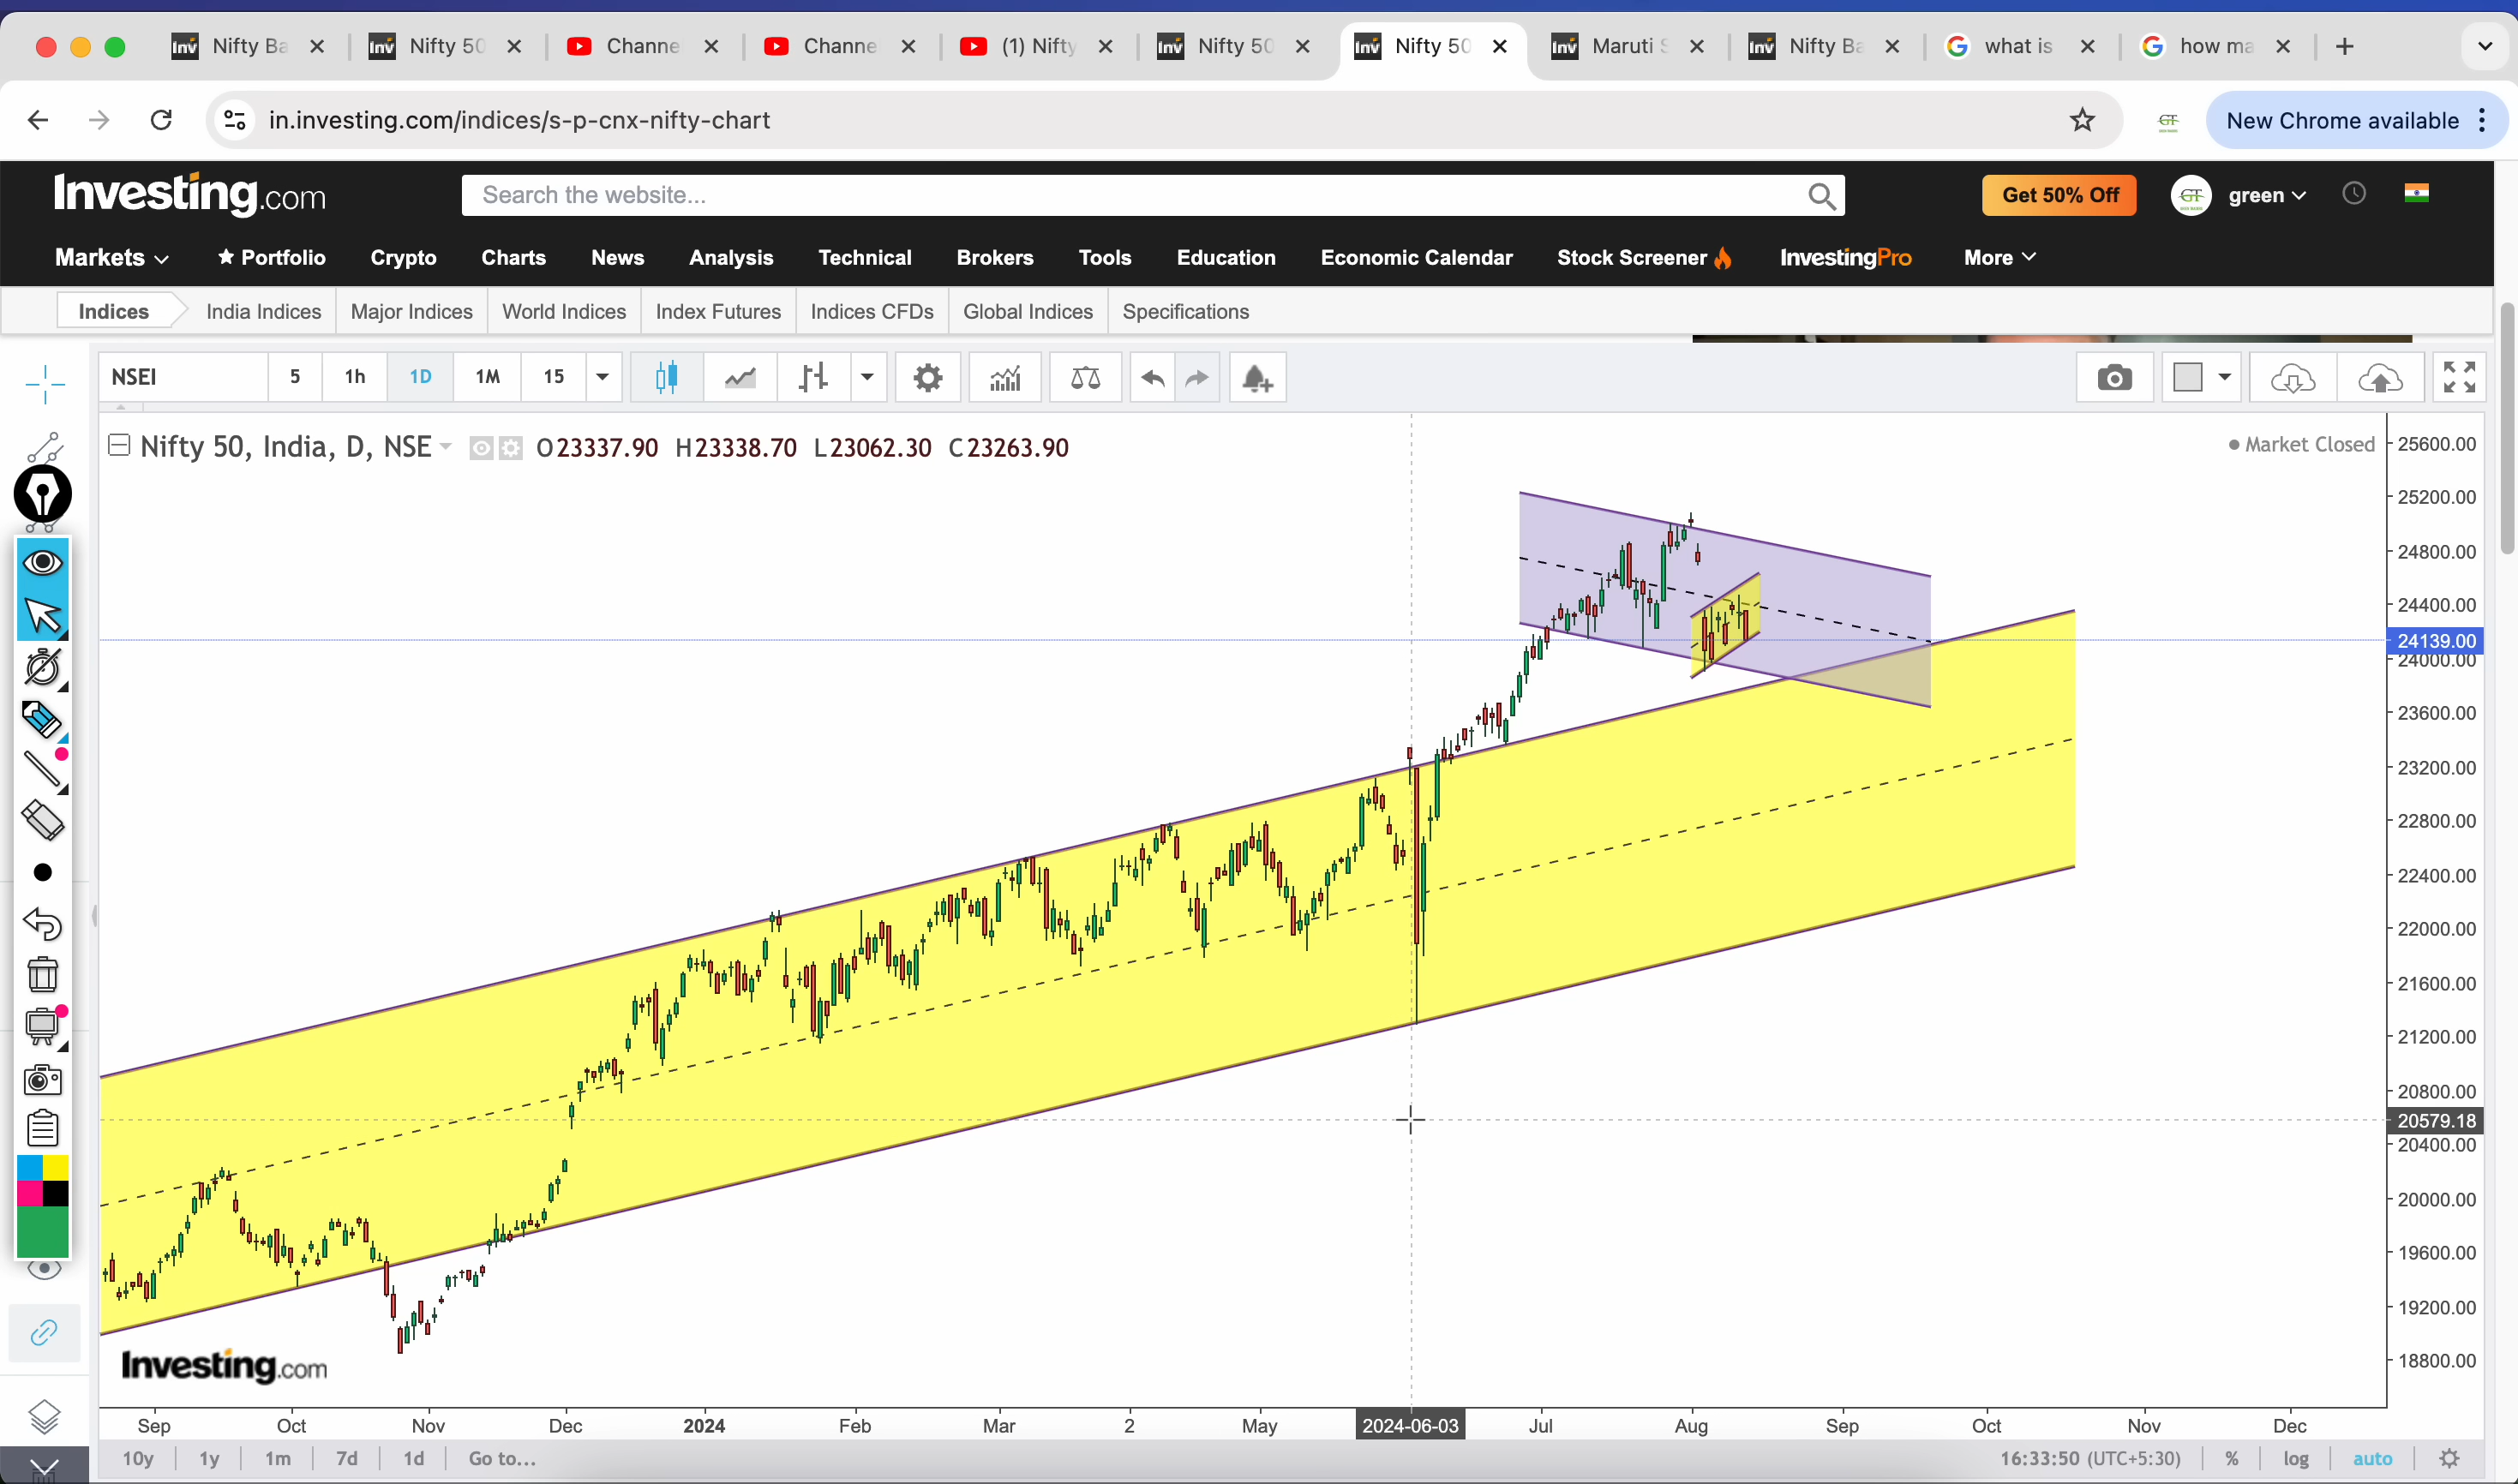 Nifty Ba
Nifty 50
Channe
Channe
(1) Nifty
Nifty 50
Nifty 50
Maruti S
Nifty Ba
what is
how ma
in.investing.com/indices/s-p-cnx-nifty-chart
New Chrome available
Investing.com
Search the website...
Get 50% Off
green
Markets
Portfolio
Crypto
Charts
News
Analysis
Technical
Brokers
Tools
Education
Economic Calendar
Stock Screener
InvestingPro
More
Indices
India Indices
Major Indices
World Indices
Index Futures
Indices CFDs
Global Indices
Specifications
NSEI
5
1h
1D
1M
15
Nifty 50, India, D, NSE
O23337.90 H23338.70 L23062.30 C23263.90
Market Closed
25600.00
25200.00
24800.00
24400.00
24139.00
24000.00
23600.00
23200.00
22800.00
22400.00
22000.00
21600.00
21200.00
20800.00
20579.18
20400.00
20000.00
19600.00
19200.00
18800.00
Investing.com
Sep
Oct
Nov
Dec
2024
Feb
Mar
2
May
2024-06-03
Jul
Aug
Sep
Oct
Nov
Dec
10y
1y
1m
7d
1d
Go to...
16:33:50 (UTC+5:30)
%
log
auto